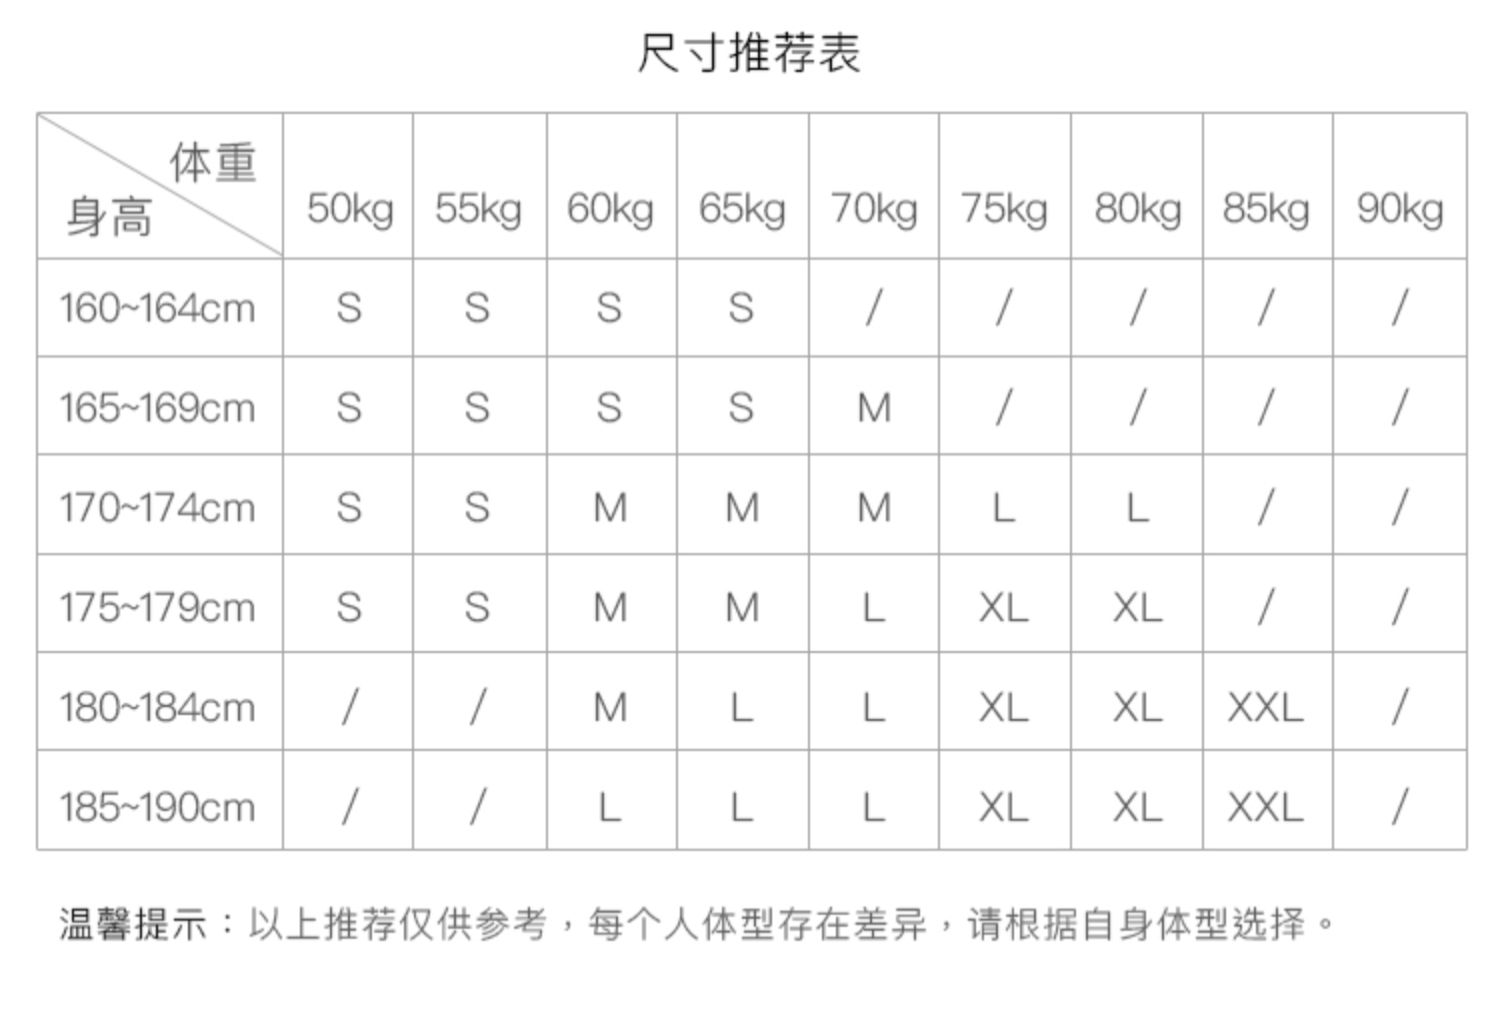 尺寸推荐表
体重
身高 50kg 55kg 60kg 65kg 70kg 75kg 80kg 85kg 90kg
160~164cm S S S S / / / / /
165~169cm S S S S M / / / /
170~174cm S S M M M L L / /
175~179cm S S M M L XL XL / /
180~184cm / / M L L XL XL XXL /
185~190cm / / L L L XL XL XXL /
温馨提示：以上推荐仅供参考，每个人体型存在差异，请根据自身体型选择。